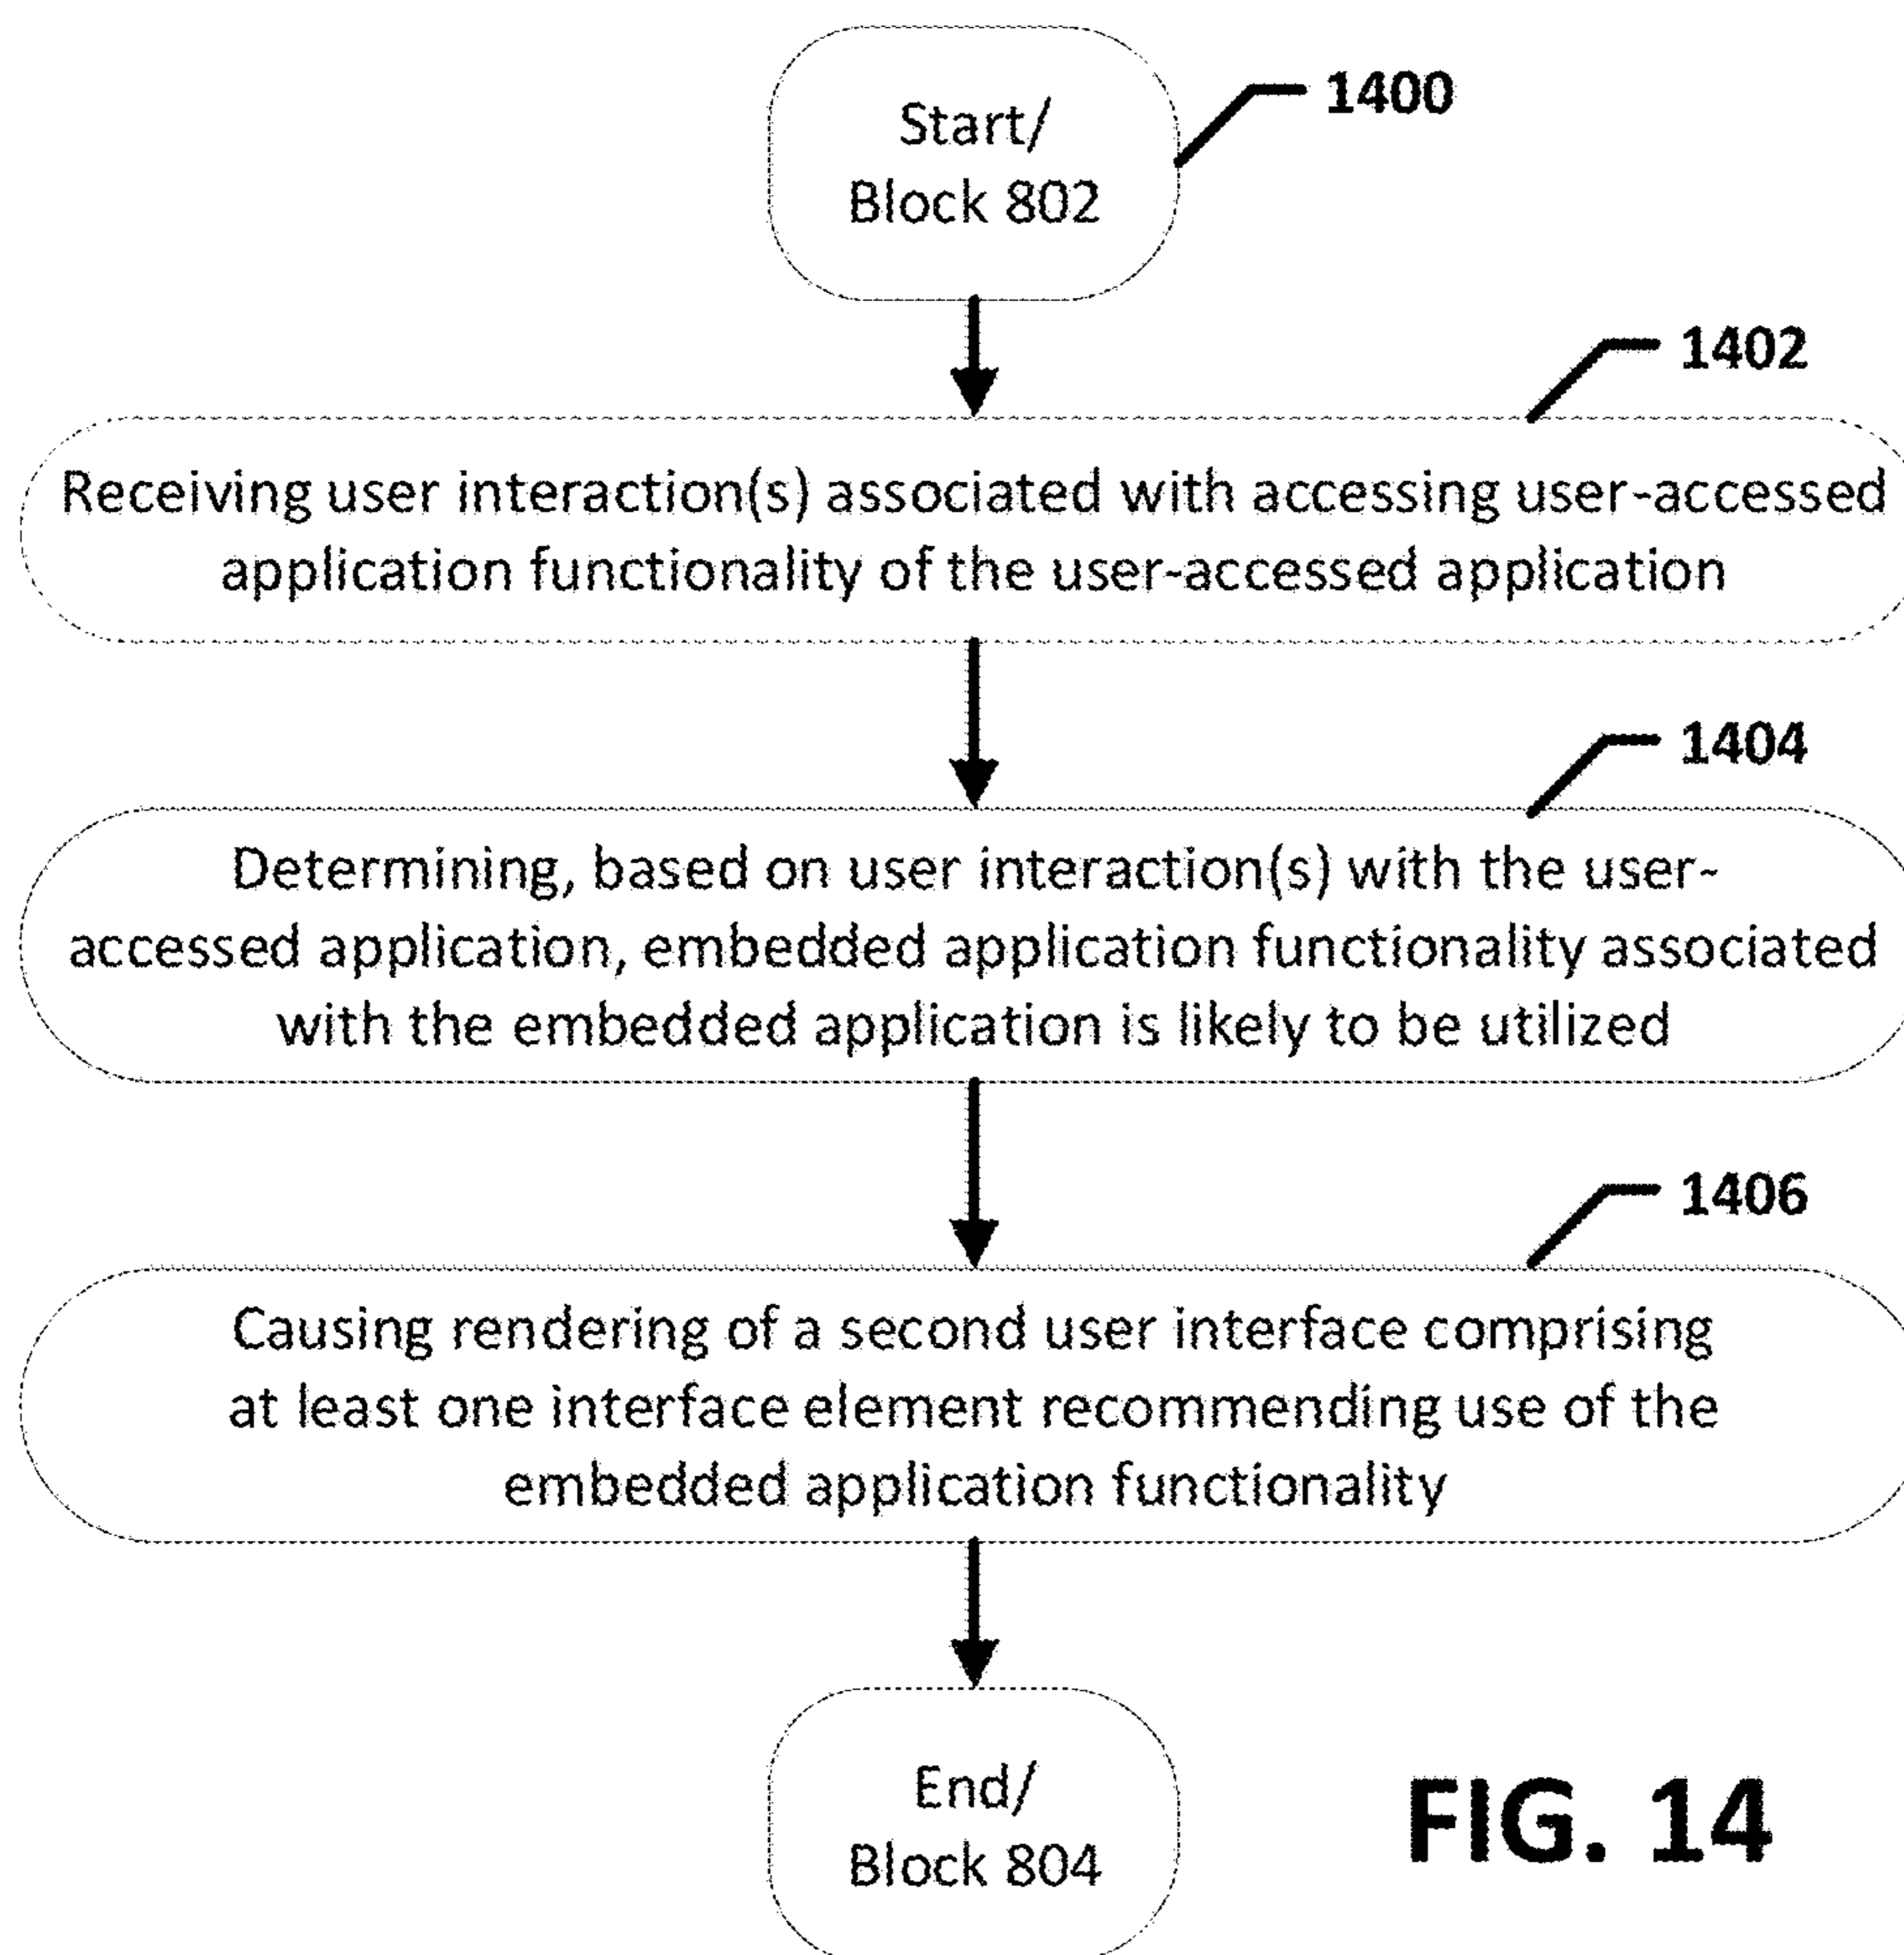 Start/
Block 802
1400
1402
Receiving user interaction(s) associated with accessing user-accessed
application functionality of the user-accessed application
1404
Determining, based on user interaction(s) with the user-
accessed application, embedded application functionality associated
with the embedded application is likely to be utilized
1406
Causing rendering of a second user interface comprising
at least one interface element recommending use of the
embedded application functionality
End/
Block 804
FIG. 14